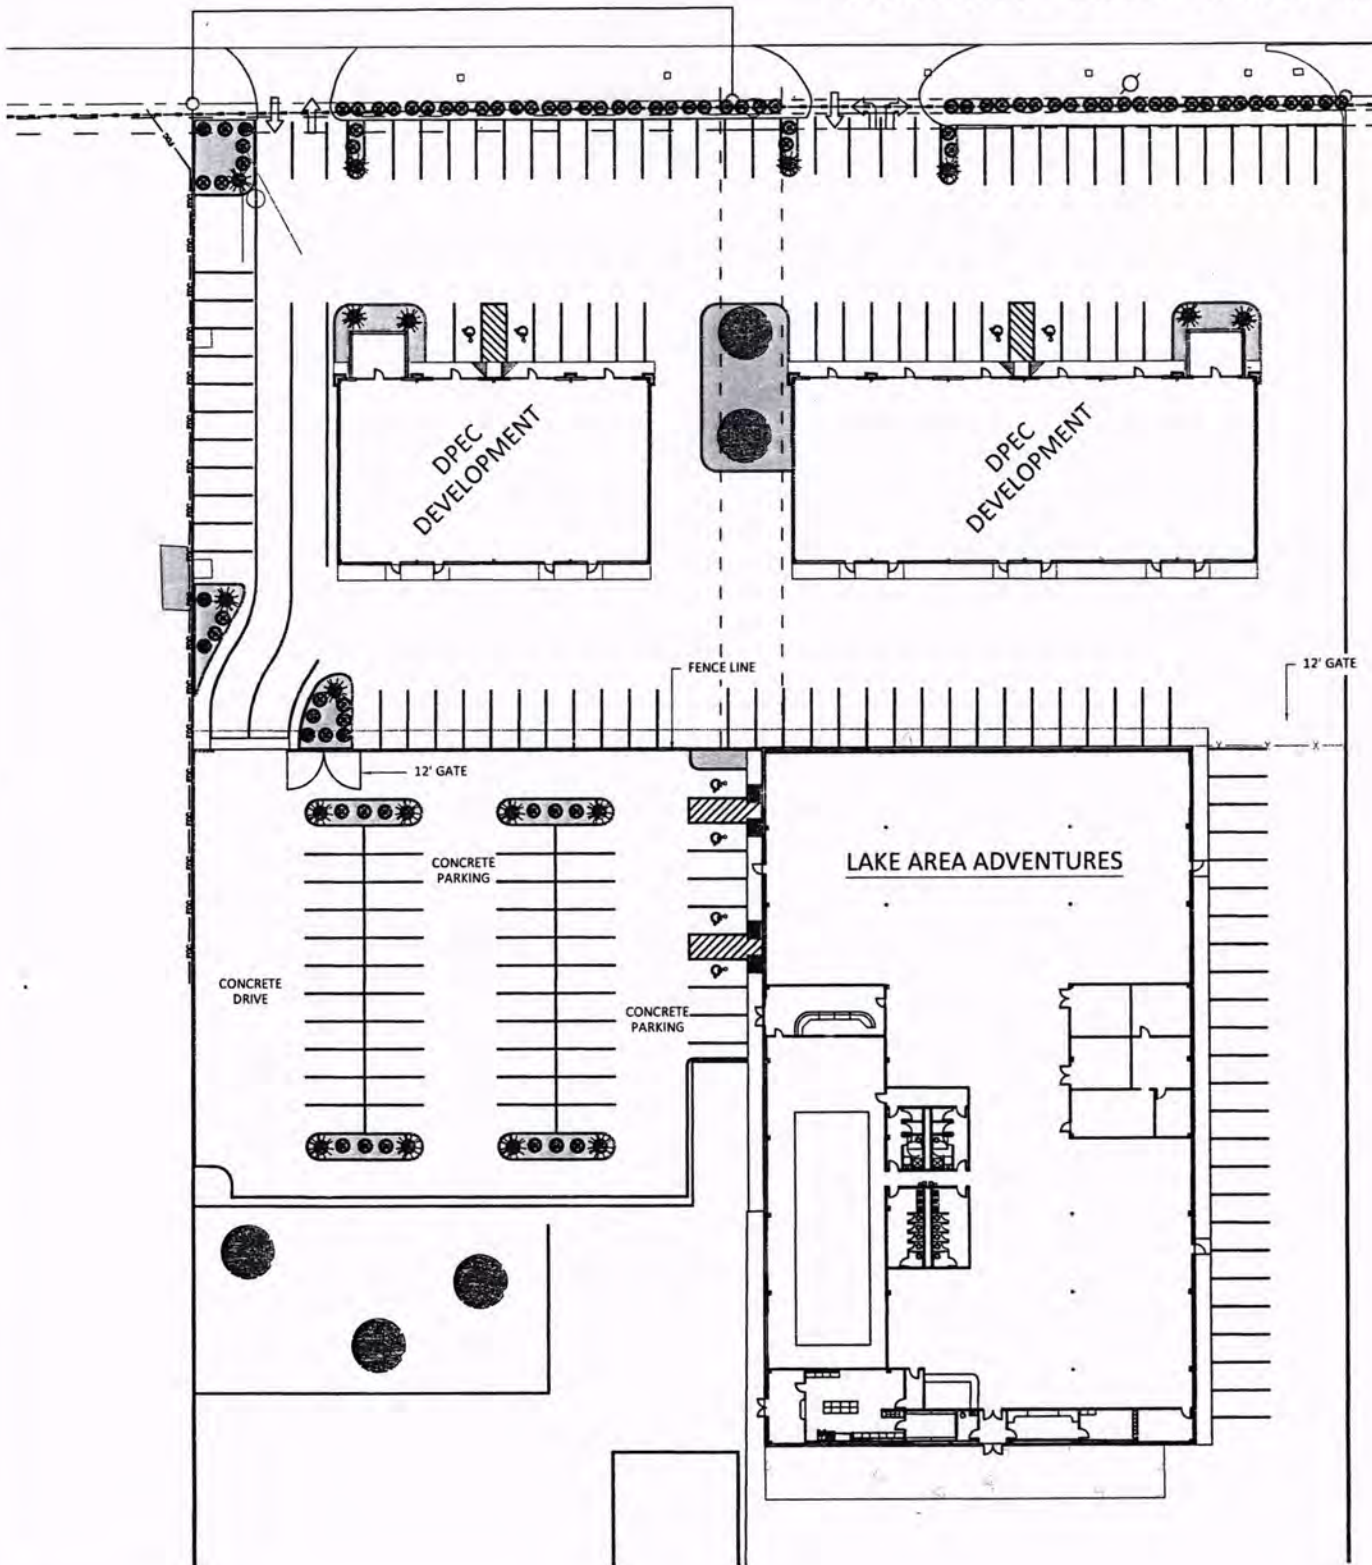 DPEC
DEVELOPMENT
DPEC
DEVELOPMENT
FENCE LINE
12' GATE
12' GATE
CONCRETE
PARKING
LAKE AREA ADVENTURES
CONCRETE
DRIVE
CONCRETE
PARKING